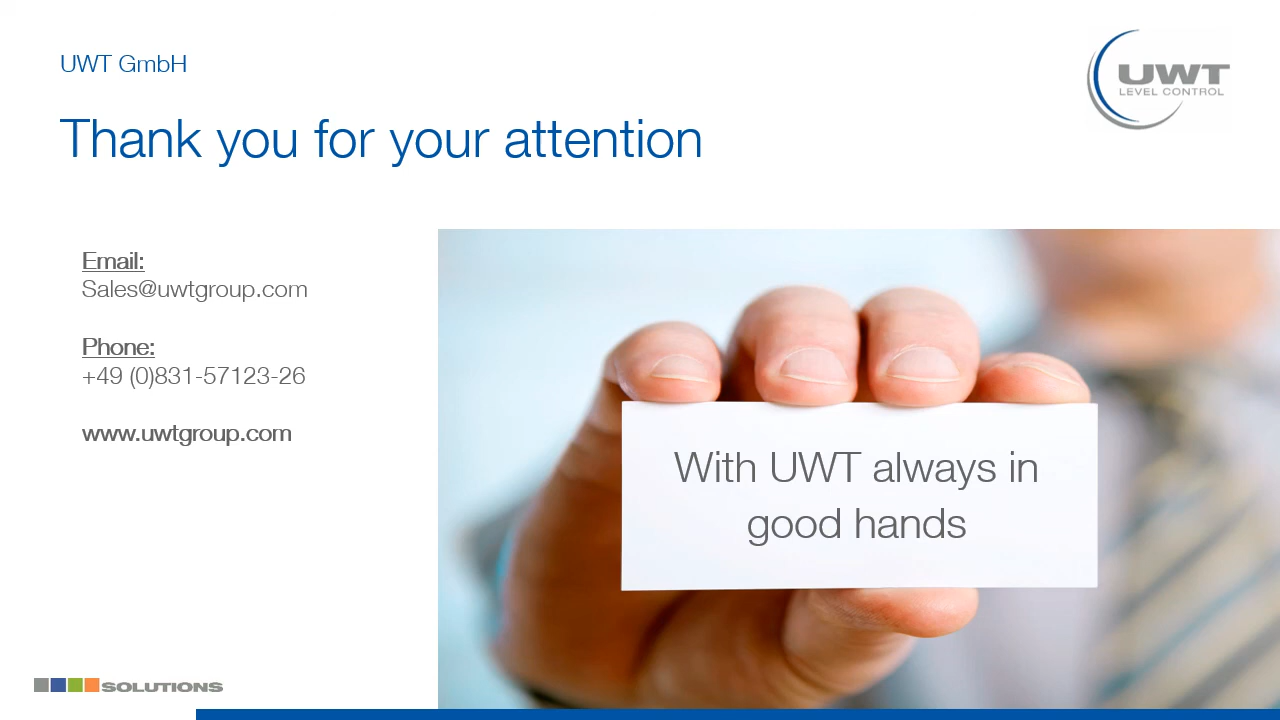 UWT GmbH
UWT
LEVEL CONTROL
Thank you for your attention
Email:
Sales@uwtgroup.com
Phone:
+49 (0)831-57123-26
www.uwtgroup.com
With UWT always in
good hands
SOLUTIONS